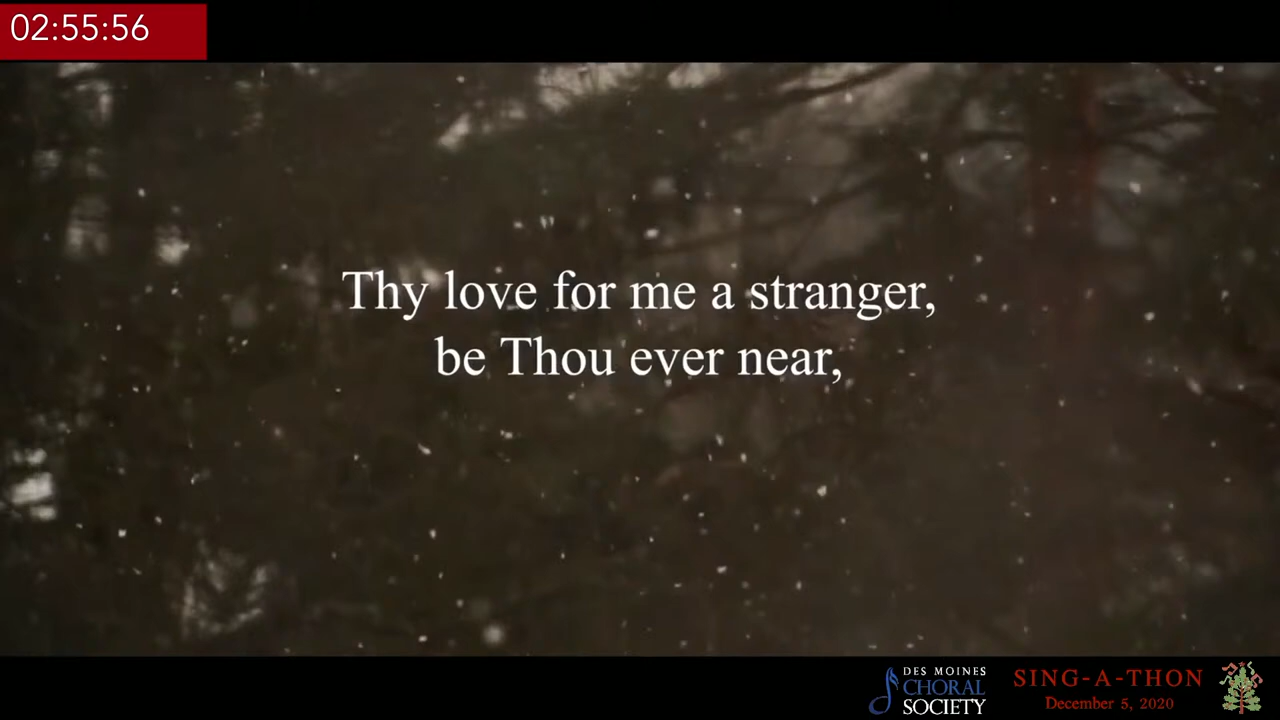 02:55:56
Thy love for me a stranger,
be Thou ever near,
DES MOINES
CHORAL
SOCIETY
SING-A-THON
December 5, 2020